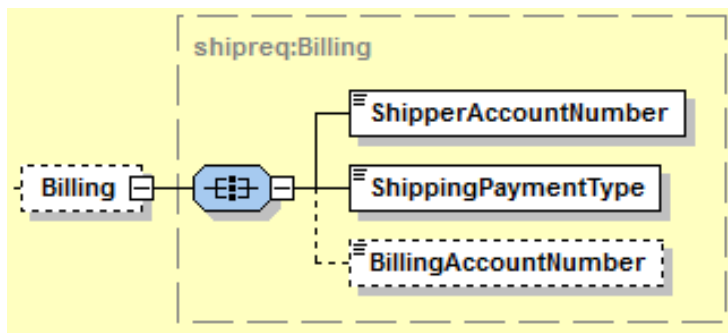 shipreq:Billing
ShipperAccountNumber
Billing
ShippingPaymentType
BillingAccountNumber